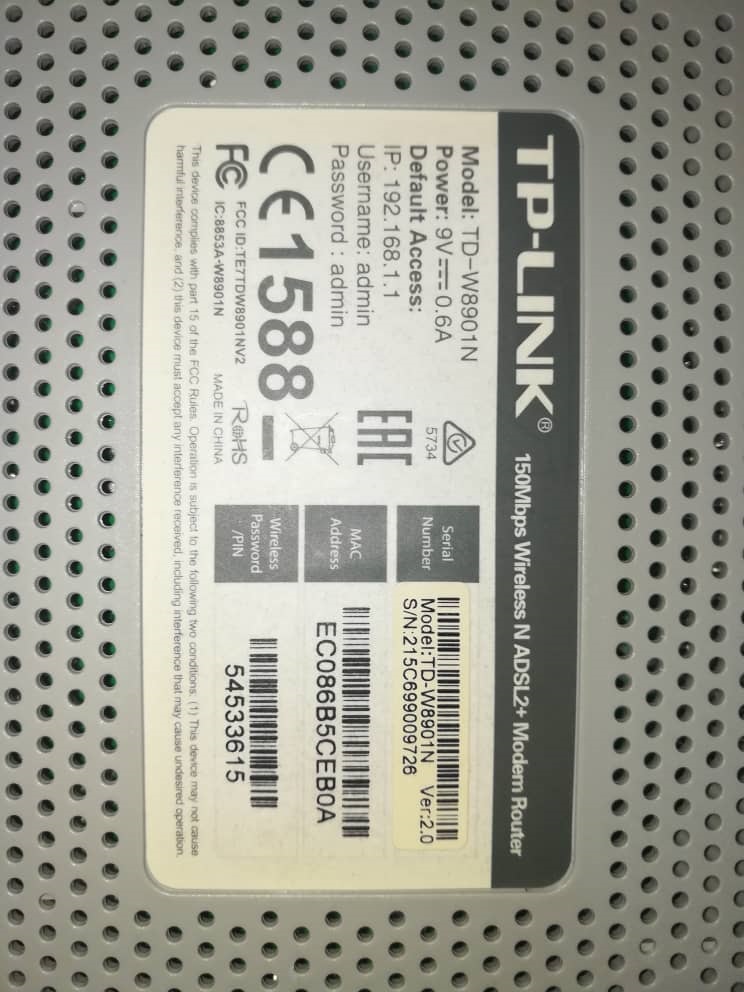 TP-LINK® 150Mbps Wireless N ADSL2+ Modem Router
Model: TD-W8901N
Power: 9V⎓0.6A
Default Access:
IP: 192.168.1.1
Username: admin
Password : admin
5734
EAC
CE1588
FC FCC ID:TE7TDW8901NV2
IC:8853A-W8901N
RoHS
MADE IN CHINA
Serial
Number
Model:TD-W8901N Ver:2.0
S/N:215C699009726
MAC
Address
EC086B5CEB0A
Wireless
Password
/PIN
54533615
This device complies with part 15 of the FCC Rules. Operation is subject to the following two conditions: (1) This device may not cause
harmful interference, and (2) this device must accept any interference received, including interference that may cause undesired operation.